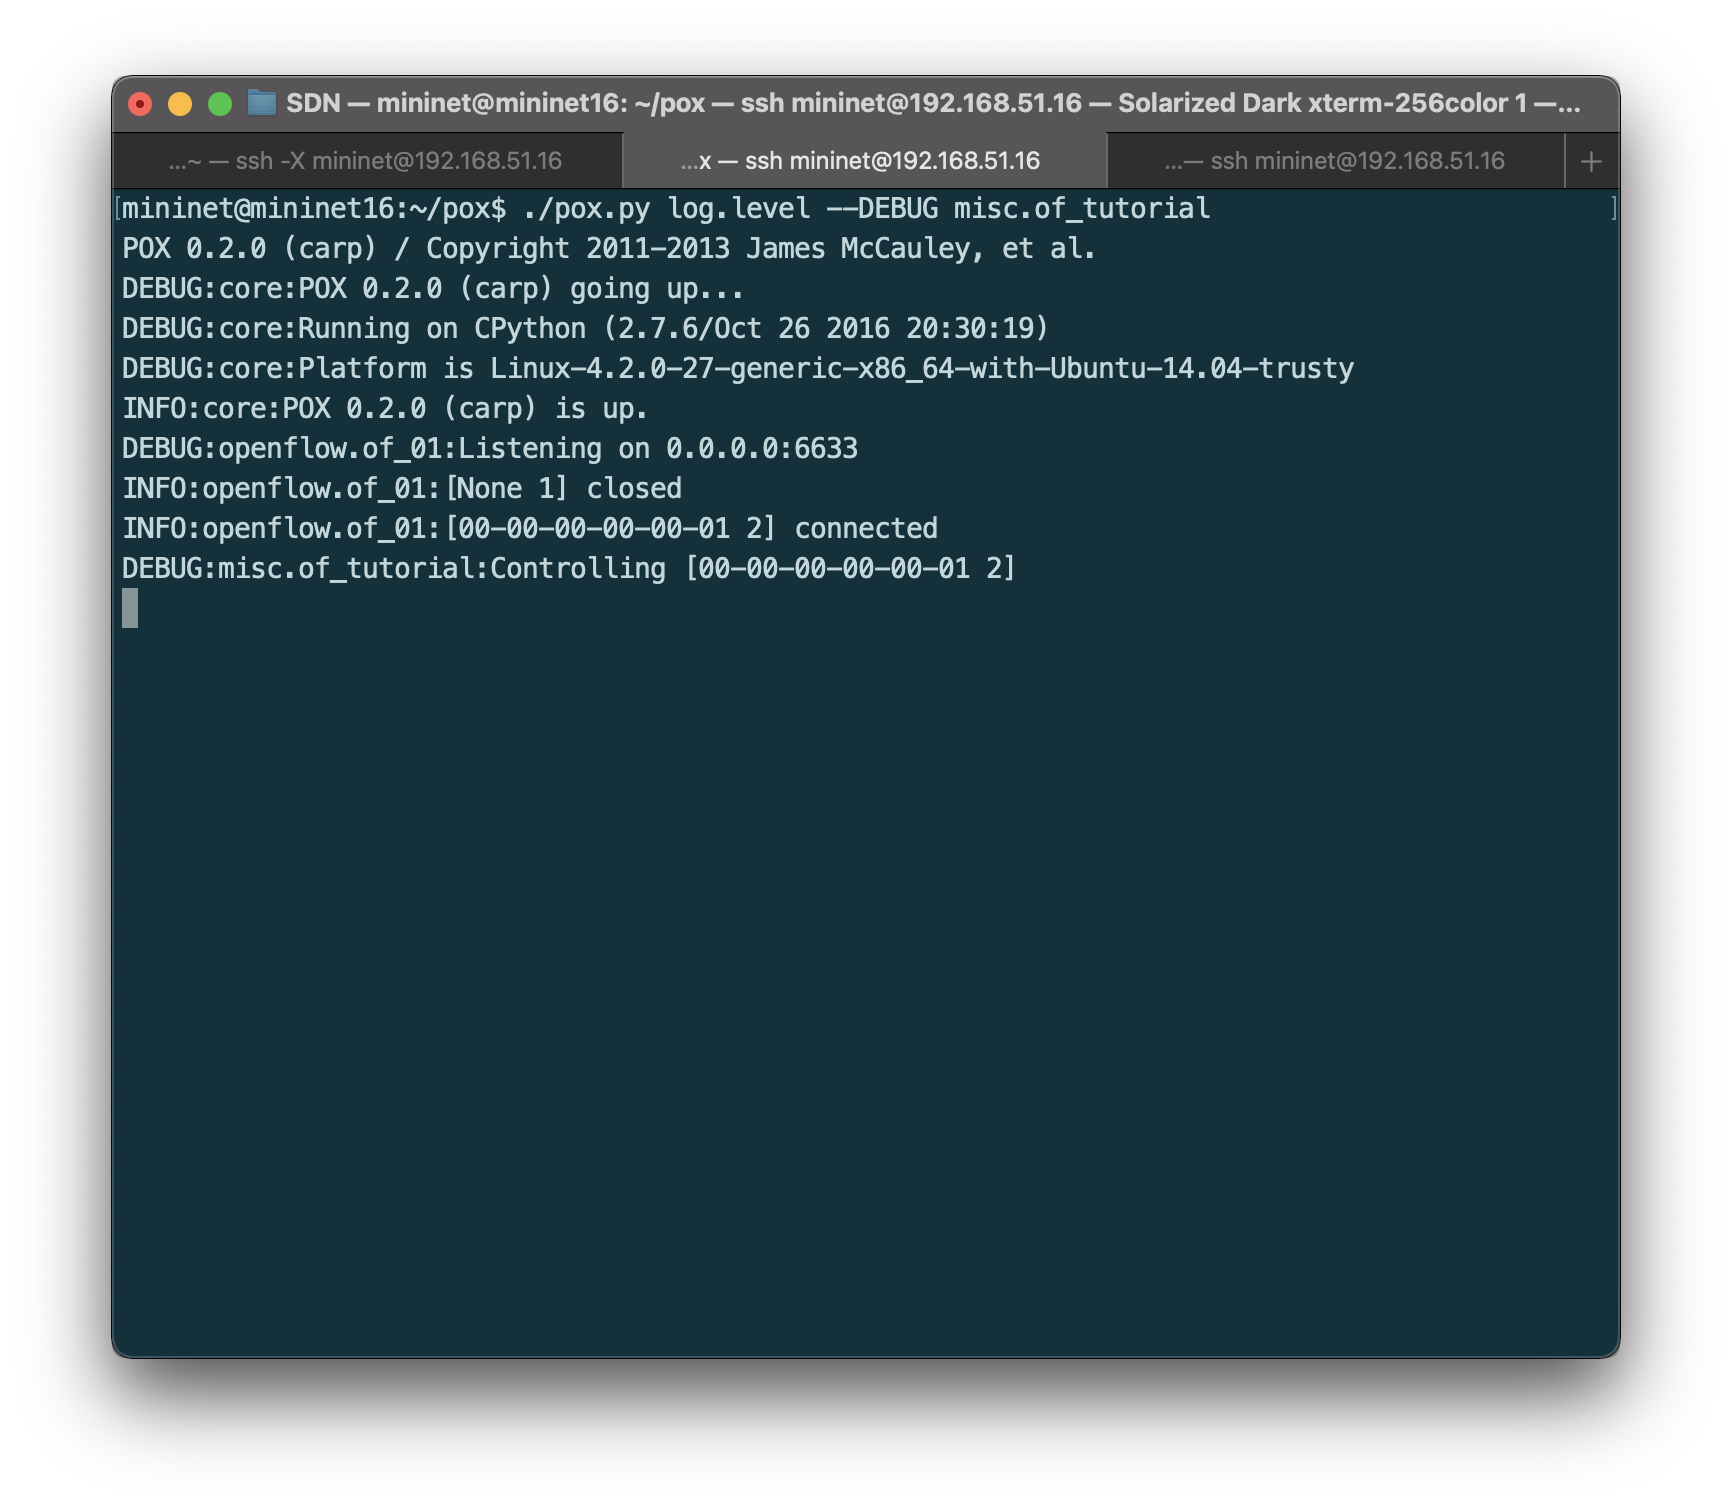 SDN — mininet@mininet16: ~/pox — ssh mininet@192.168.51.16 — Solarized Dark xterm-256color 1 —...
...~ — ssh -X mininet@192.168.51.16
...x — ssh mininet@192.168.51.16
...— ssh mininet@192.168.51.16
+
[mininet@mininet16:~/pox$ ./pox.py log.level --DEBUG misc.of_tutorial ]
POX 0.2.0 (carp) / Copyright 2011-2013 James McCauley, et al.
DEBUG:core:POX 0.2.0 (carp) going up...
DEBUG:core:Running on CPython (2.7.6/Oct 26 2016 20:30:19)
DEBUG:core:Platform is Linux-4.2.0-27-generic-x86_64-with-Ubuntu-14.04-trusty
INFO:core:POX 0.2.0 (carp) is up.
DEBUG:openflow.of_01:Listening on 0.0.0.0:6633
INFO:openflow.of_01:[None 1] closed
INFO:openflow.of_01:[00-00-00-00-00-01 2] connected
DEBUG:misc.of_tutorial:Controlling [00-00-00-00-00-01 2]